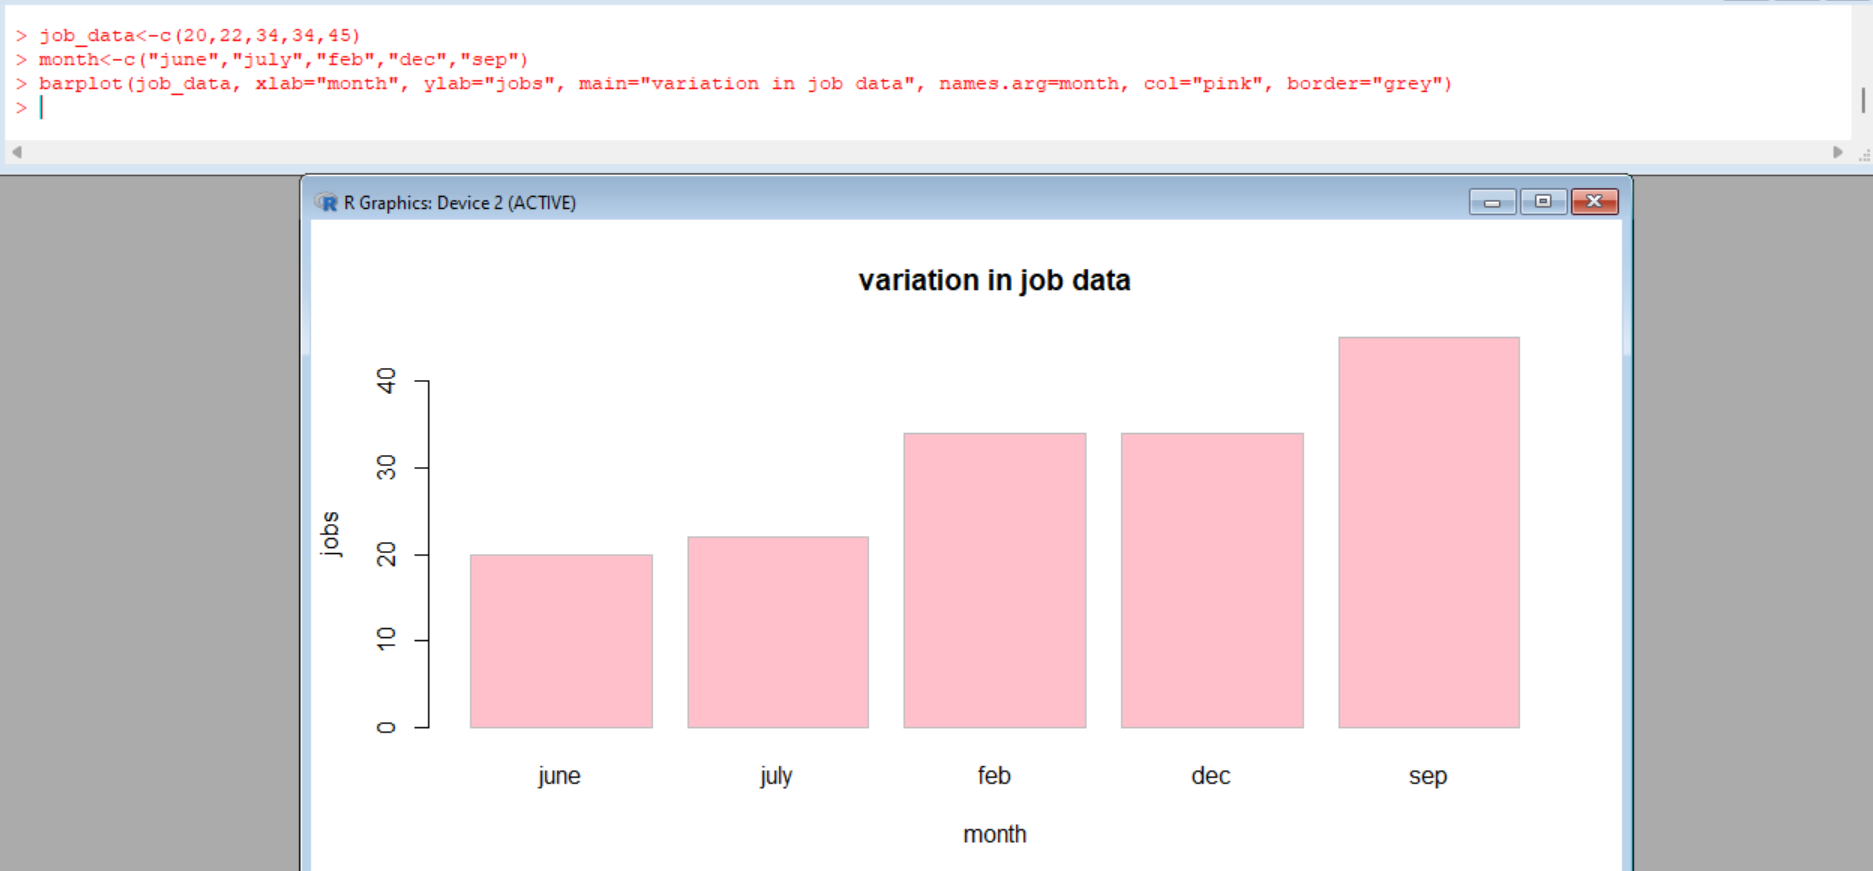 > job_data<-c(20,22,34,34,45)
> month<-c("june","july","feb","dec","sep")
> barplot(job_data, xlab="month", ylab="jobs", main="variation in job data", names.arg=month, col="pink", border="grey")
>
R Graphics: Device 2 (ACTIVE)
variation in job data
jobs
40
30
20
10
0
june july feb dec sep
month